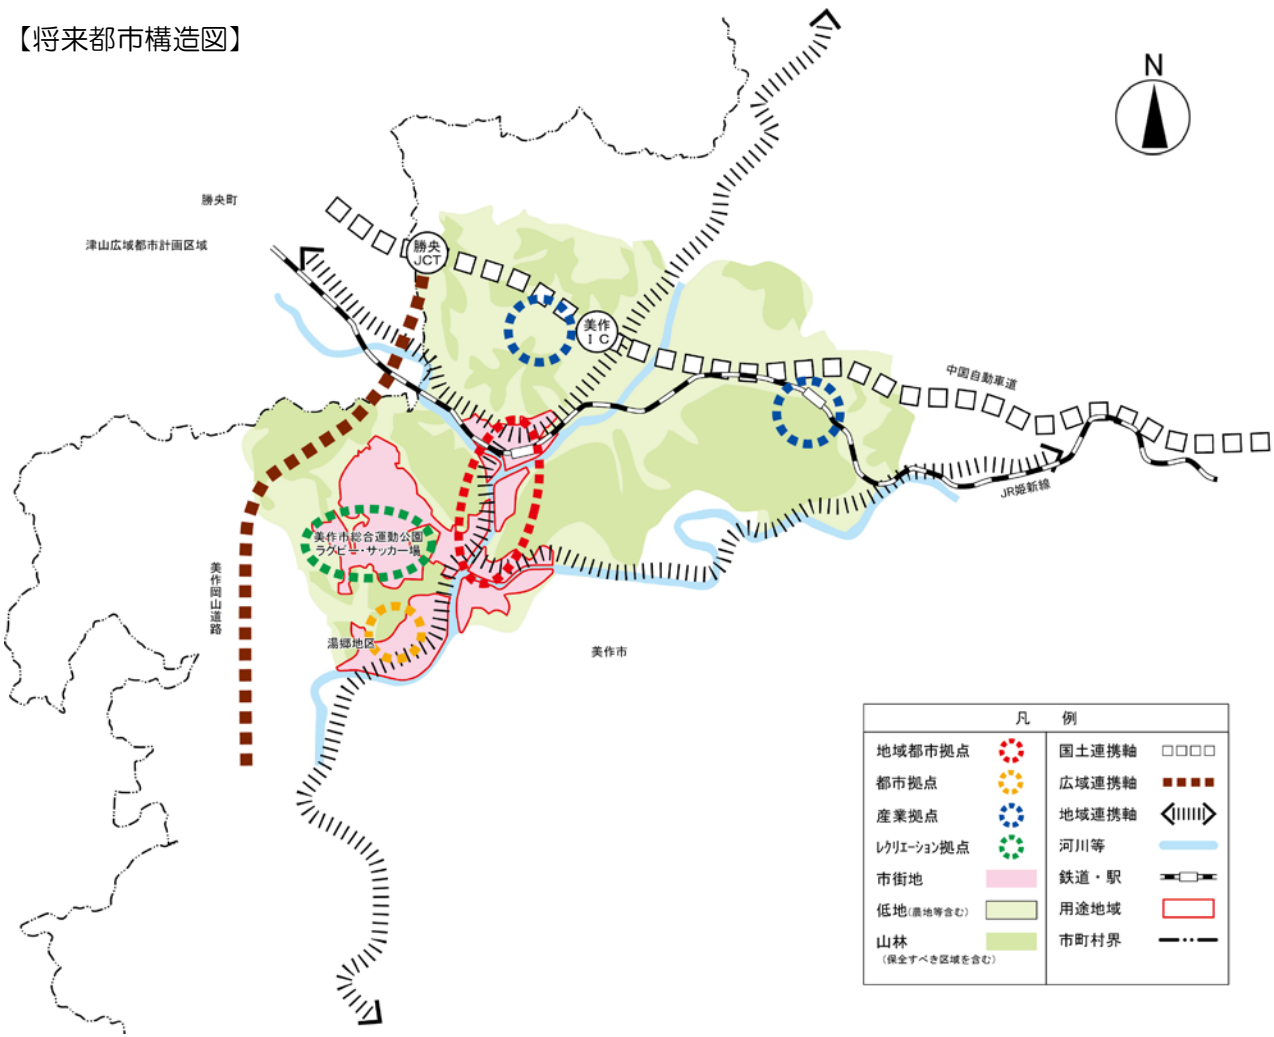 【将来都市構造図】
N
勝央町
津山広域都市計画区域
勝央
JCT
美作
IC
中国自動車道
JR姫新線
美作市総合運動公園
ラグビー・サッカー場
美作岡山道路
湯郷地区
美作市
凡 例
地域都市拠点
都市拠点
産業拠点
ﾚｸﾘｴｰｼｮﾝ拠点
市街地
低地(農地等含む)
山林
(保全すべき区域を含む)
国土連携軸
広域連携軸
地域連携軸
河川等
鉄道・駅
用途地域
市町村界